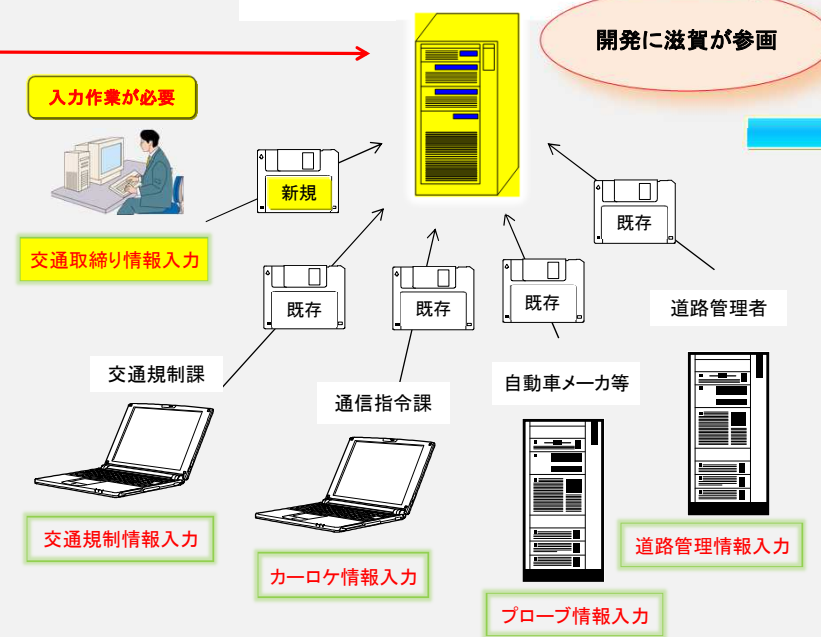 開発に滋賀が参画
入力作業が必要
新規
既存
交通取締り情報入力
既存
既存
既存
道路管理者
交通規制課
通信指令課
自動車メーカ等
交通規制情報入力
カーロケ情報入力
道路管理情報入力
プローブ情報入力